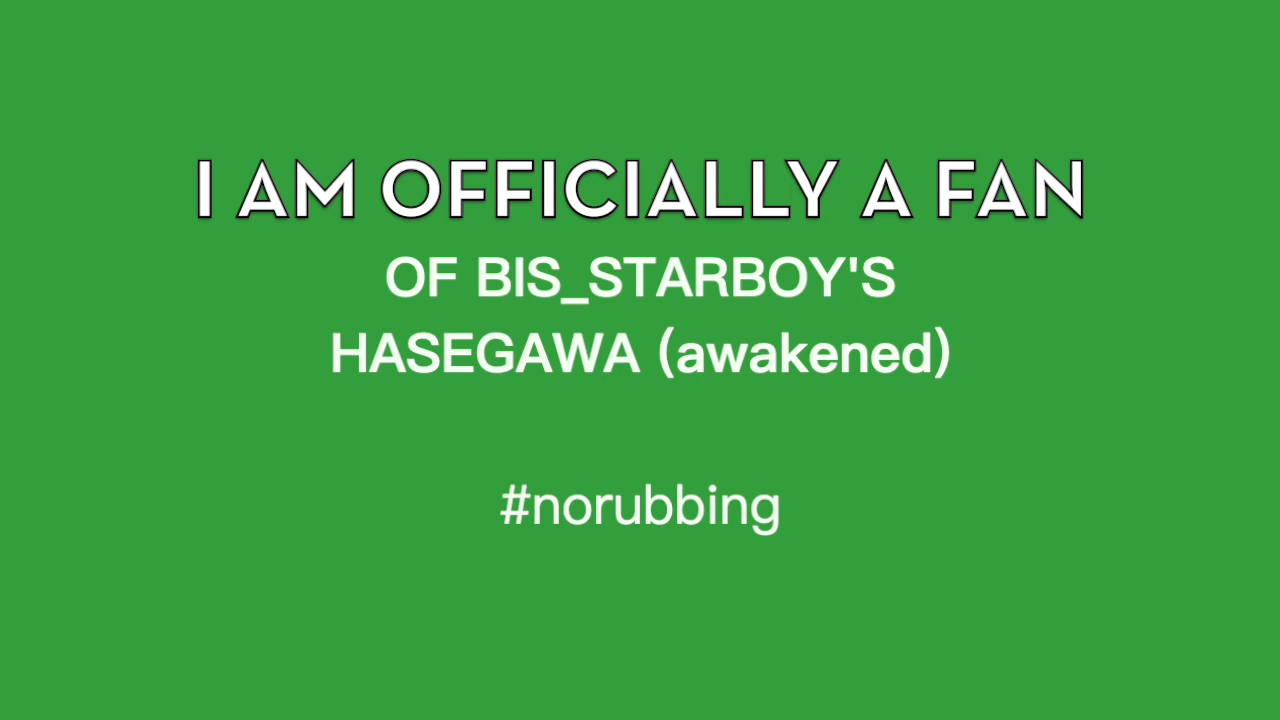 I AM OFFICIALLY A FAN
OF BIS_STARBOY'S
HASEGAWA (awakened)
#norubbing